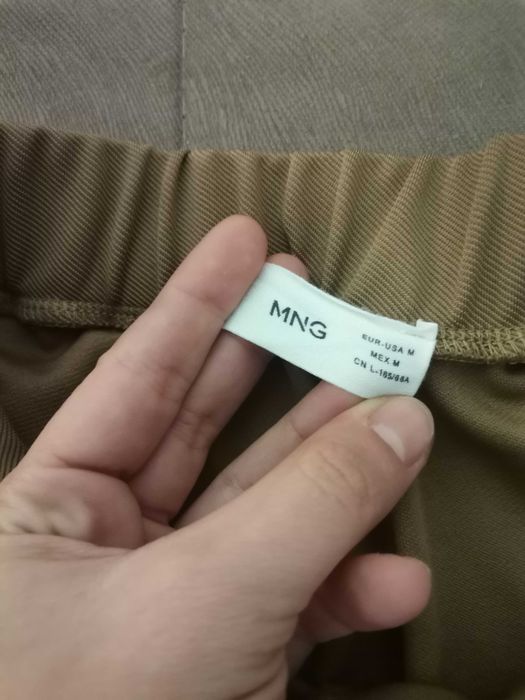 MNG
EUR-USA M
MEX.M
CN L-165/68A